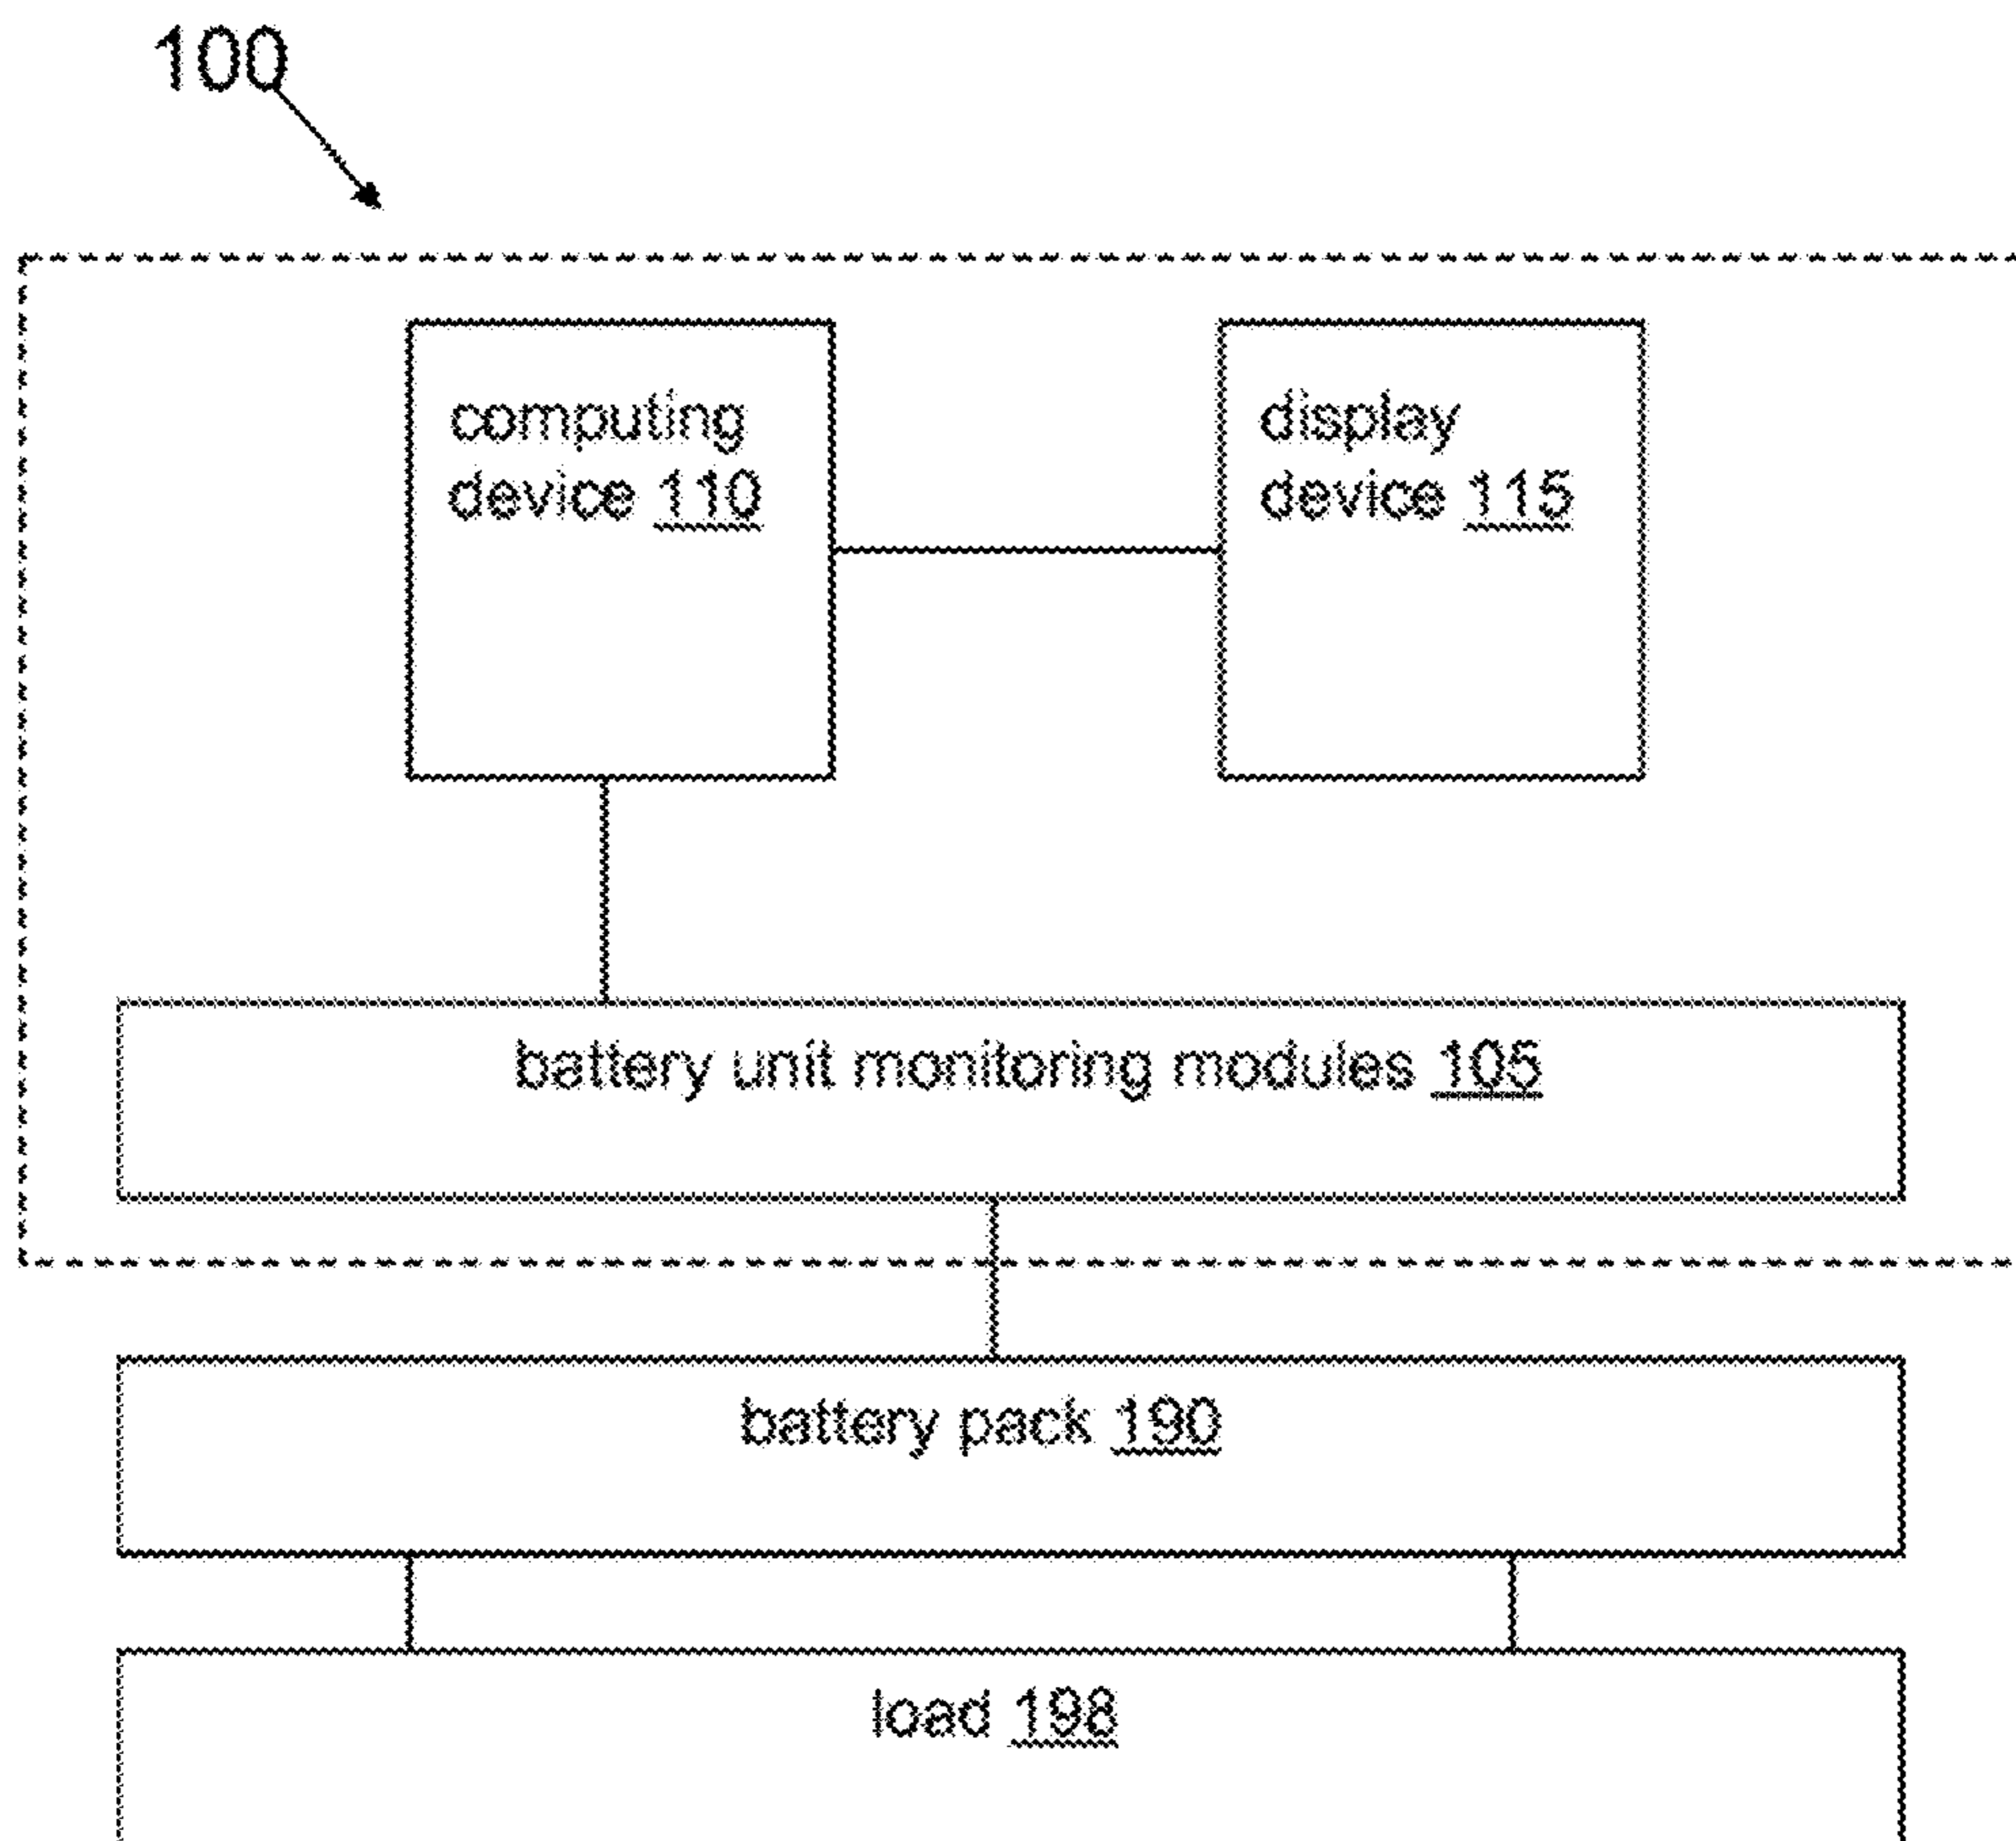 100
computing
device 110
display
device 115
battery unit monitoring modules 105
battery pack 190
load 198